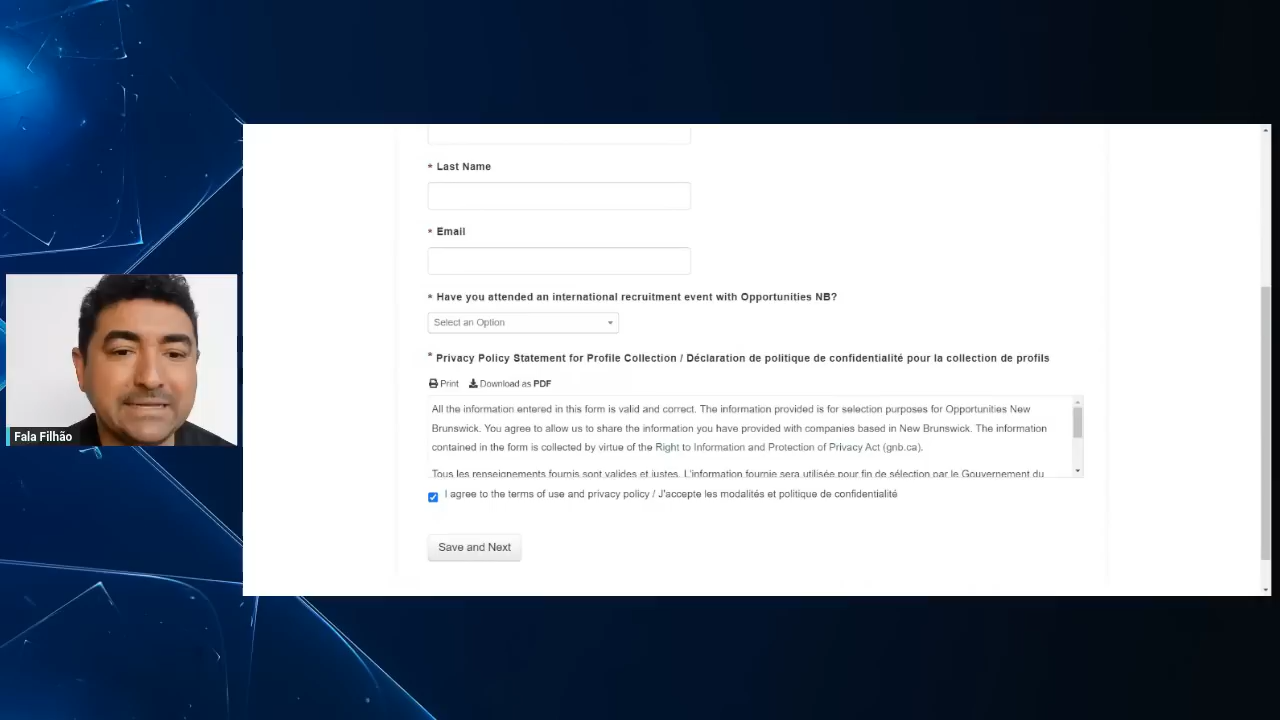 * Last Name
* Email
* Have you attended an international recruitment event with Opportunities NB?
Select an Option
* Privacy Policy Statement for Profile Collection / Déclaration de politique de confidentialité pour la collection de profils
Print Download as PDF
All the information entered in this form is valid and correct. The information provided is for selection purposes for Opportunities New
Brunswick. You agree to allow us to share the information you have provided with companies based in New Brunswick. The information
contained in the form is collected by virtue of the Right to Information and Protection of Privacy Act (gnb.ca).
Tous les renseignements fournis sont valides et justes. L'information fournie sera utilisée pour fin de sélection par le Gouvernement du
I agree to the terms of use and privacy policy / J'accepte les modalités et politique de confidentialité
Save and Next
Fala Filhão